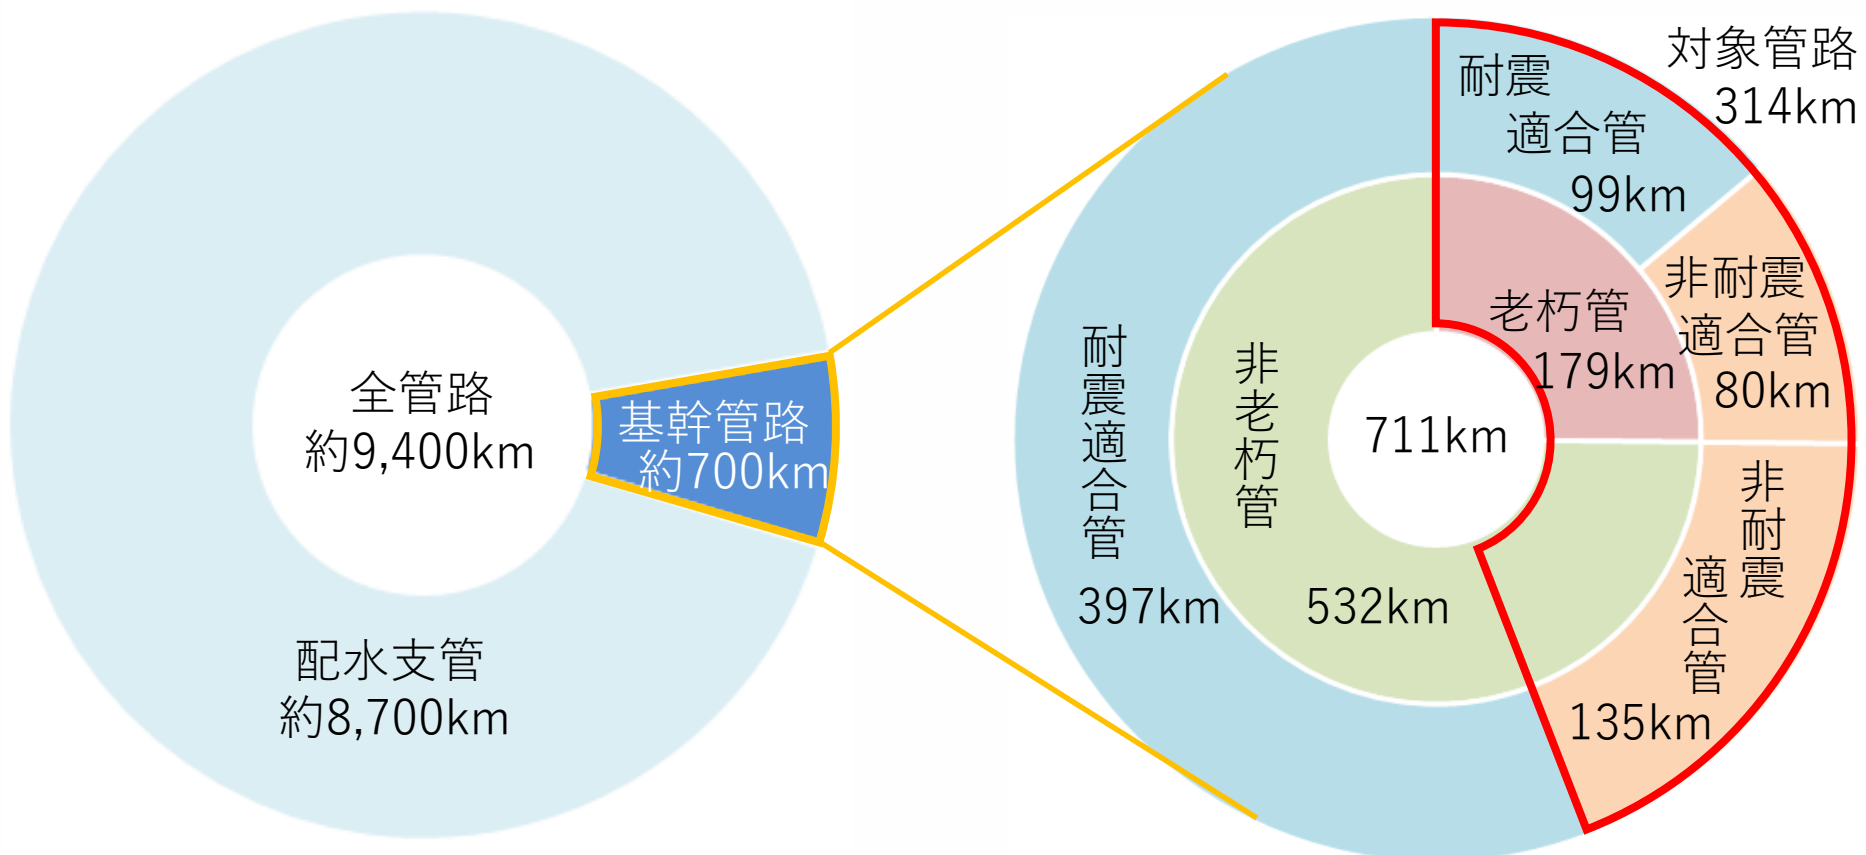 全管路
約9,400km
基幹管路
約700km
配水支管
約8,700km
対象管路
314km
耐震
適合管
99km
非耐震
適合管
80km
老朽管
179km
711km
非老朽管
532km
耐震適合管
397km
非耐震
適合管
135km